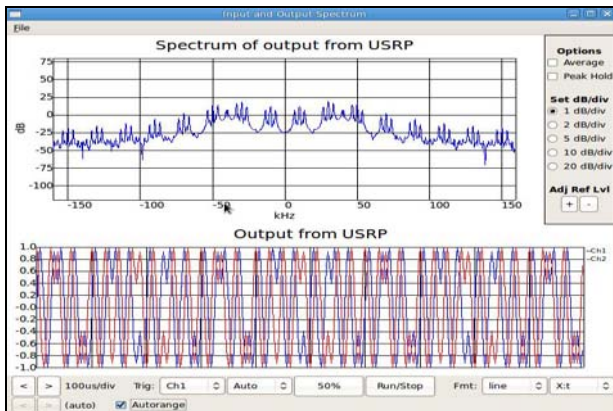 Input and Output Spectrum
File
Spectrum of output from USRP
75
50
25
0
-25
-50
-75
-100
dB
-150 -100 -50 0 50 100 150
kHz
Options
Average
Peak Hold
Set dB/div
1 dB/div
2 dB/div
5 dB/div
10 dB/div
20 dB/div
Adj Ref Lvl
+ -
Output from USRP
1.0
0.8
0.6
0.4
0.2
-0.0
-0.2
-0.4
-0.6
-0.8
-1.0
Ch1
Ch2
< > 100us/div Trig: Ch1 Auto 50% Run/Stop Fmt: line X:t
< > (auto) Autorange